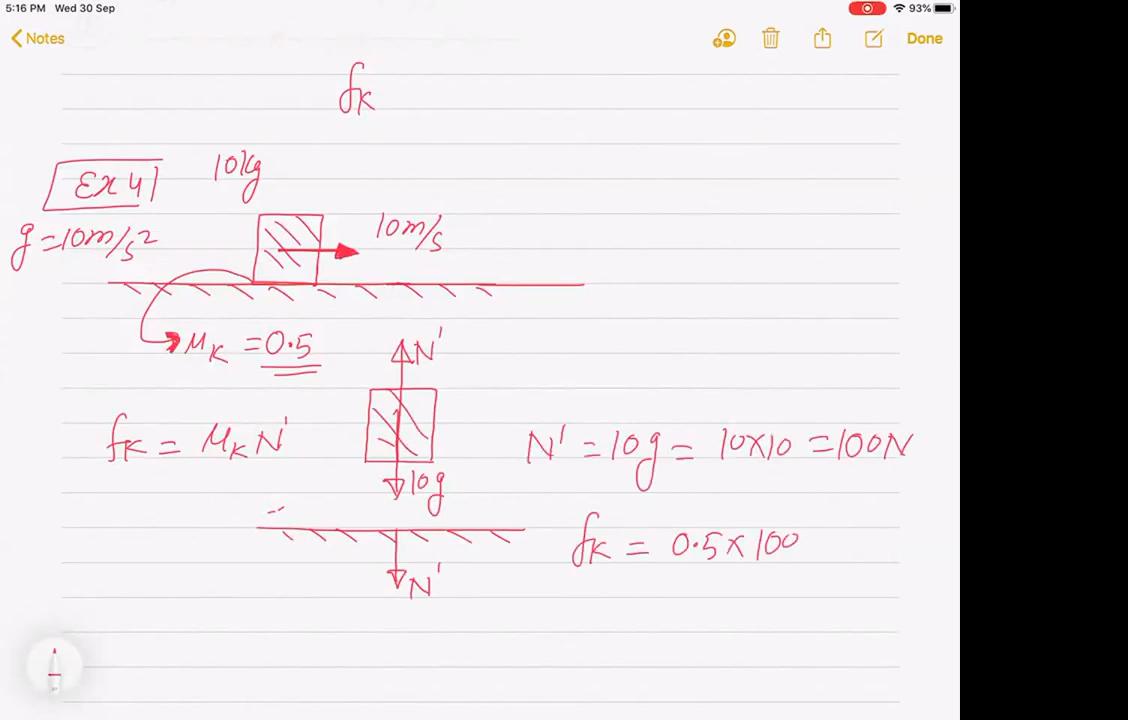 5:16 PM Wed 30 Sep
93%
Notes
Done
fK
Ex 4
10kg
g=10m/s²
10m/s
μK = 0.5
N'
fK = μK N'
N' = 10g = 10×10 = 100N
10g
fK = 0.5×100
N'